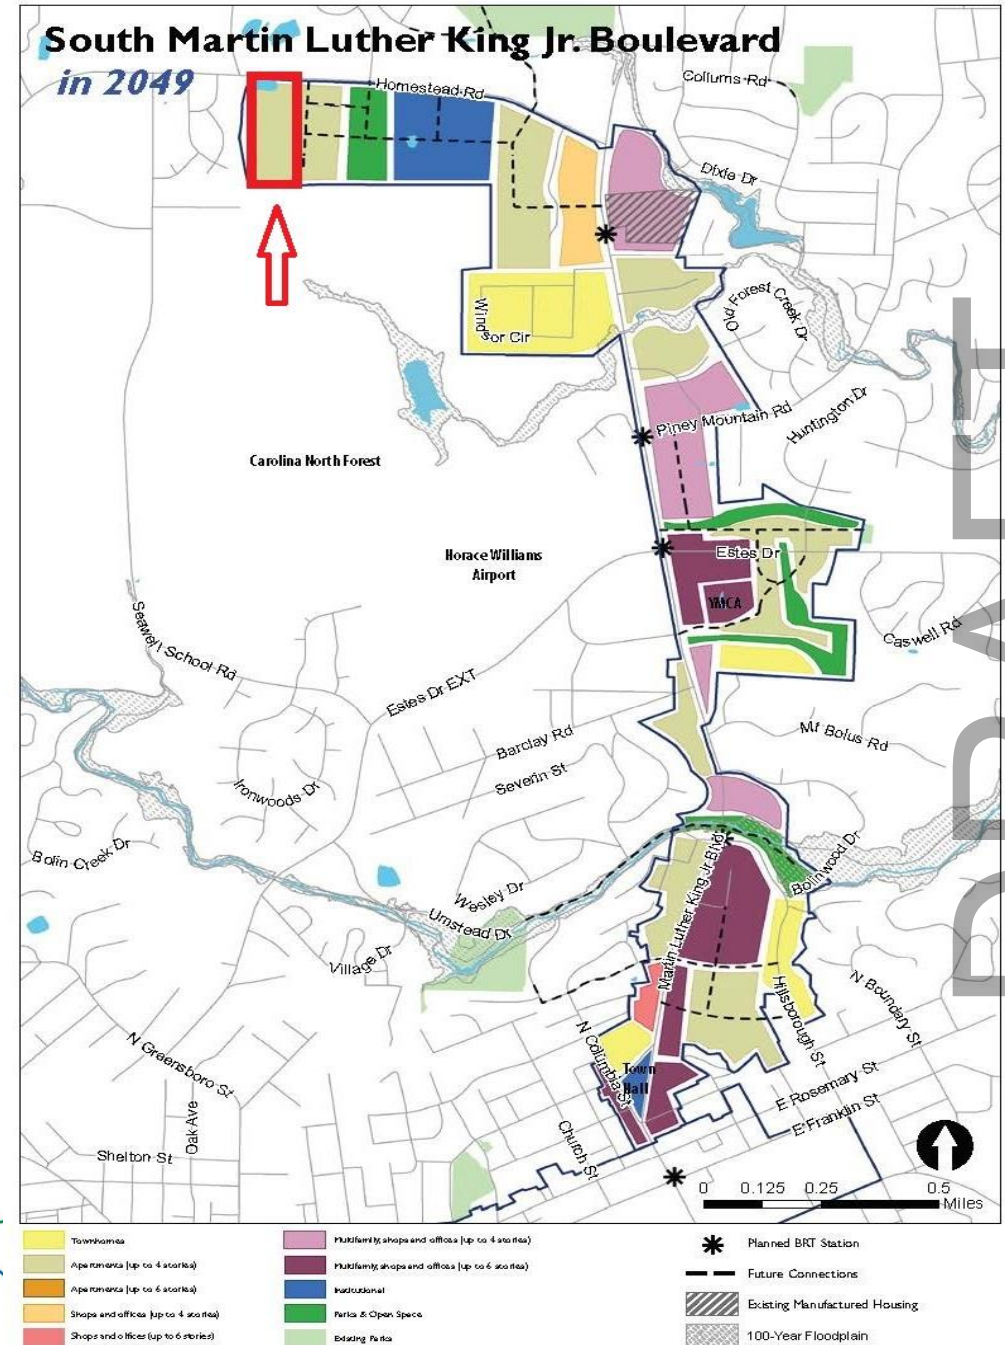 South Martin Luther King Jr. Boulevard
in 2049
Homestead Rd
Collums Rd
Dixie Dr
Old Forest Creek Dr
Windsor Cir
Piney Mountain Rd
Huntington Dr
Carolina North Forest
Horace Williams
Airport
Estes Dr
YMCA
Seawell School Rd
Caswell Rd
Estes Dr EXT
Barclay Rd
Severin St
Mt Bolus Rd
Ironwoods Dr
Bolin Creek Dr
Wesley Dr
Umstead Dr
Village Dr
Martin Luther King Jr Blvd
Bolinwood Dr
Hillsborough St
N Boundary St
N Greensboro St
N Columbia St
Town
Hall
E Rosemary St
E Franklin St
Oak Ave
Shelton St
Church St
0 0.125 0.25 0.5
Miles
DRAFT
Townhomes
Apartments (up to 4 stories)
Apartments (up to 6 stories)
Shops and offices (up to 4 stories)
Shops and offices (up to 6 stories)
Multifamily, shops and offices (up to 4 stories)
Multifamily, shops and offices (up to 6 stories)
Institutional
Parks & Open Space
Existing Parks
Planned BRT Station
Future Connections
Existing Manufactured Housing
100-Year Floodplain